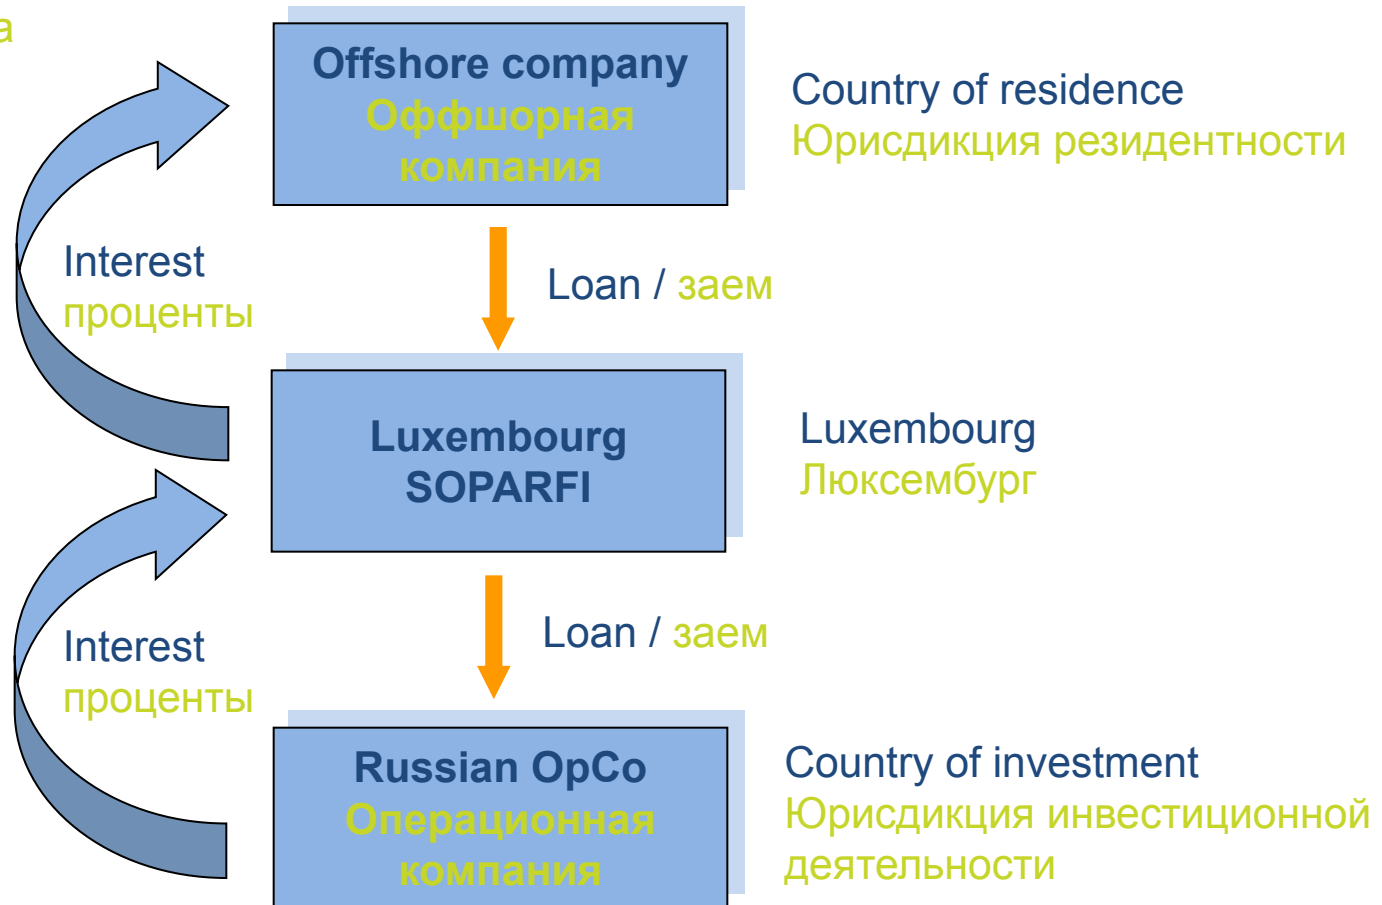 а
Offshore company
Оффшорная
компания
Country of residence
Юрисдикция резидентности
Interest
проценты
Loan / заем
Luxembourg
SOPARFI
Luxembourg
Люксембург
Interest
проценты
Loan / заем
Russian OpCo
Операционная
компания
Country of investment
Юрисдикция инвестиционной
деятельности